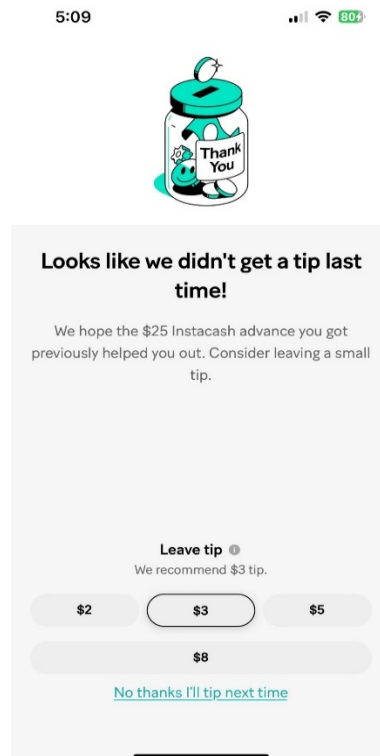 5:09
80
Thank
You
Looks like we didn't get a tip last
time!
We hope the $25 Instacash advance you got
previously helped you out. Consider leaving a small
tip.
Leave tip
We recommend $3 tip.
$2
$3
$5
$8
No thanks I'll tip next time